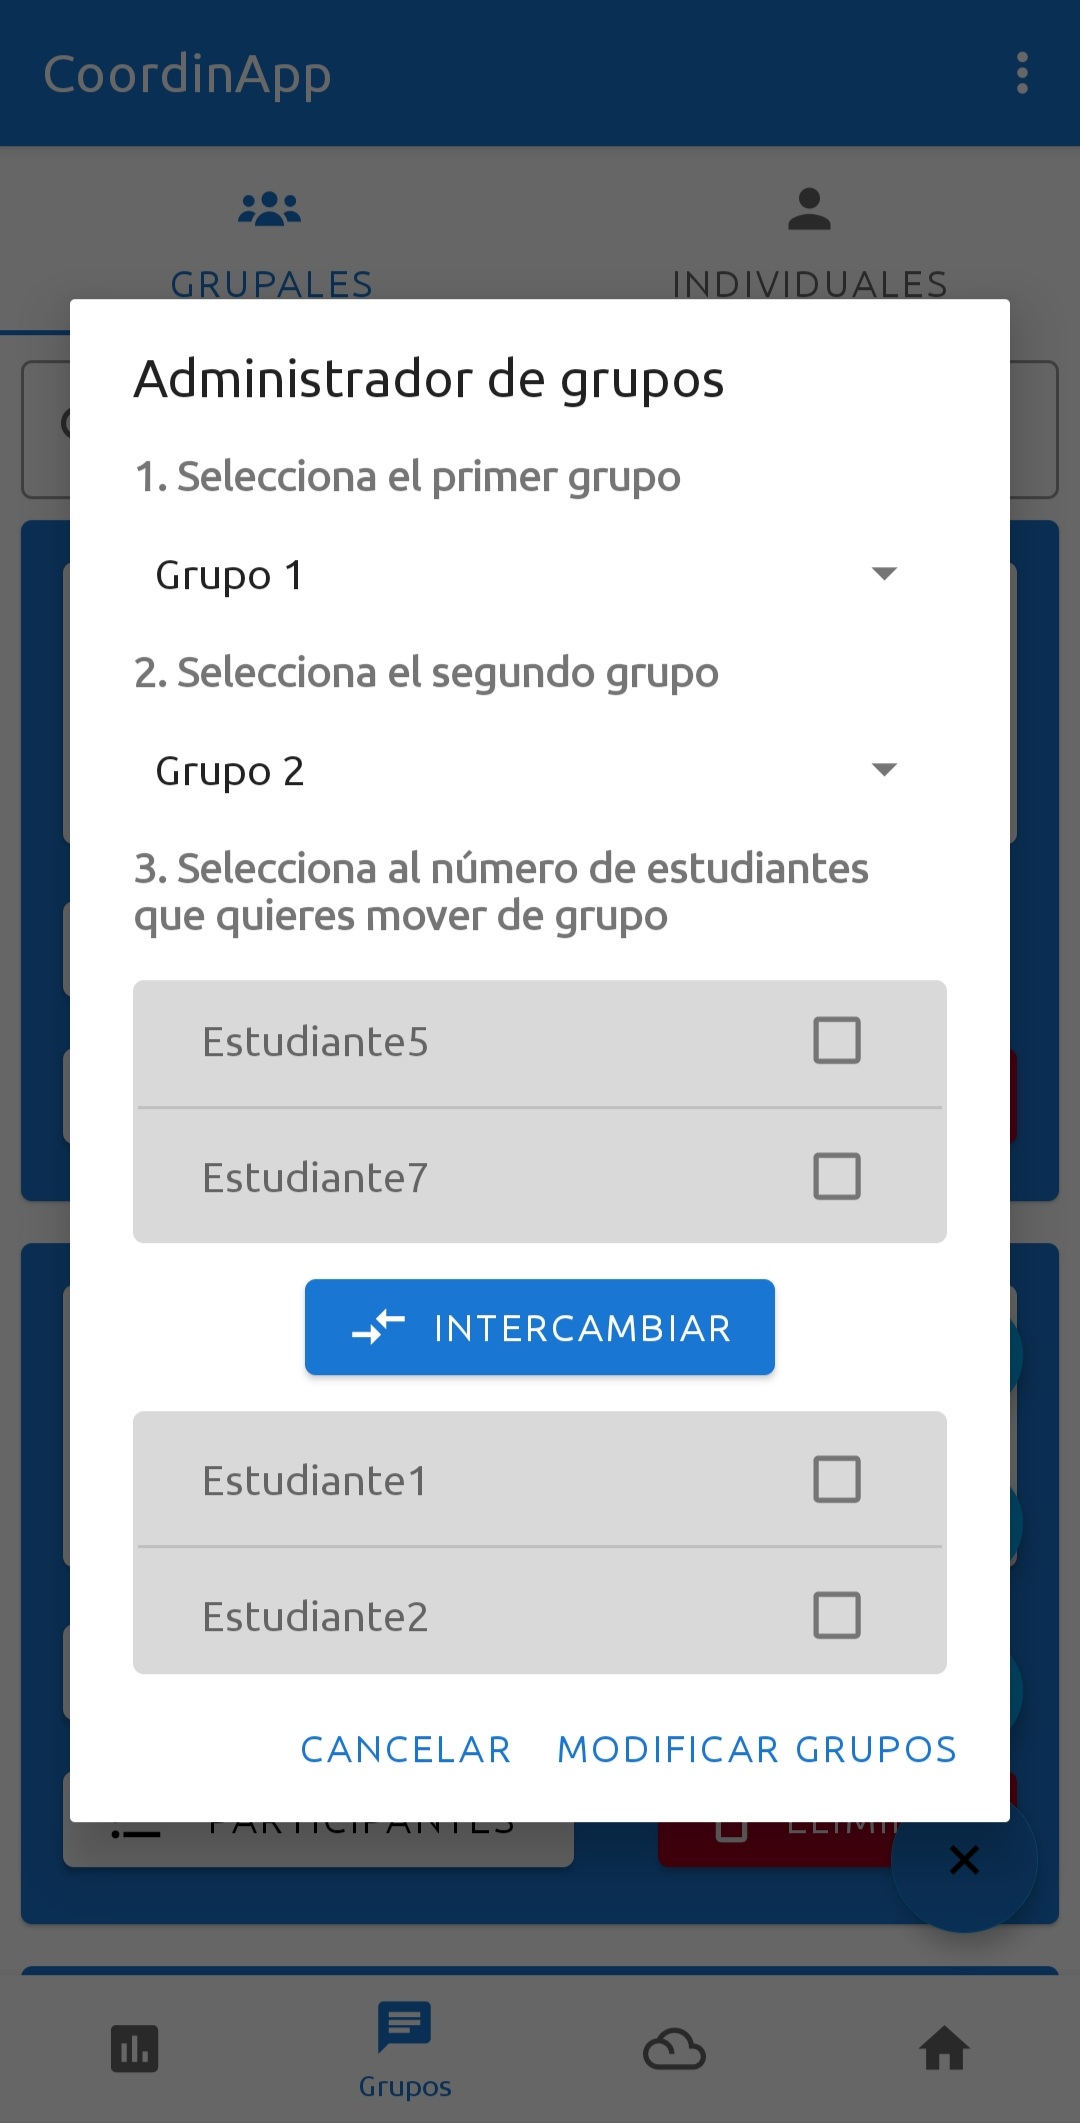 CoordinApp
GRUPALES
INDIVIDUALES
Administrador de grupos
1. Selecciona el primer grupo
Grupo 1
2. Selecciona el segundo grupo
Grupo 2
3. Selecciona al número de estudiantes
que quieres mover de grupo
Estudiante5
Estudiante7
INTERCAMBIAR
Estudiante1
Estudiante2
CANCELAR
MODIFICAR GRUPOS
PARTICIPANTES
Grupos